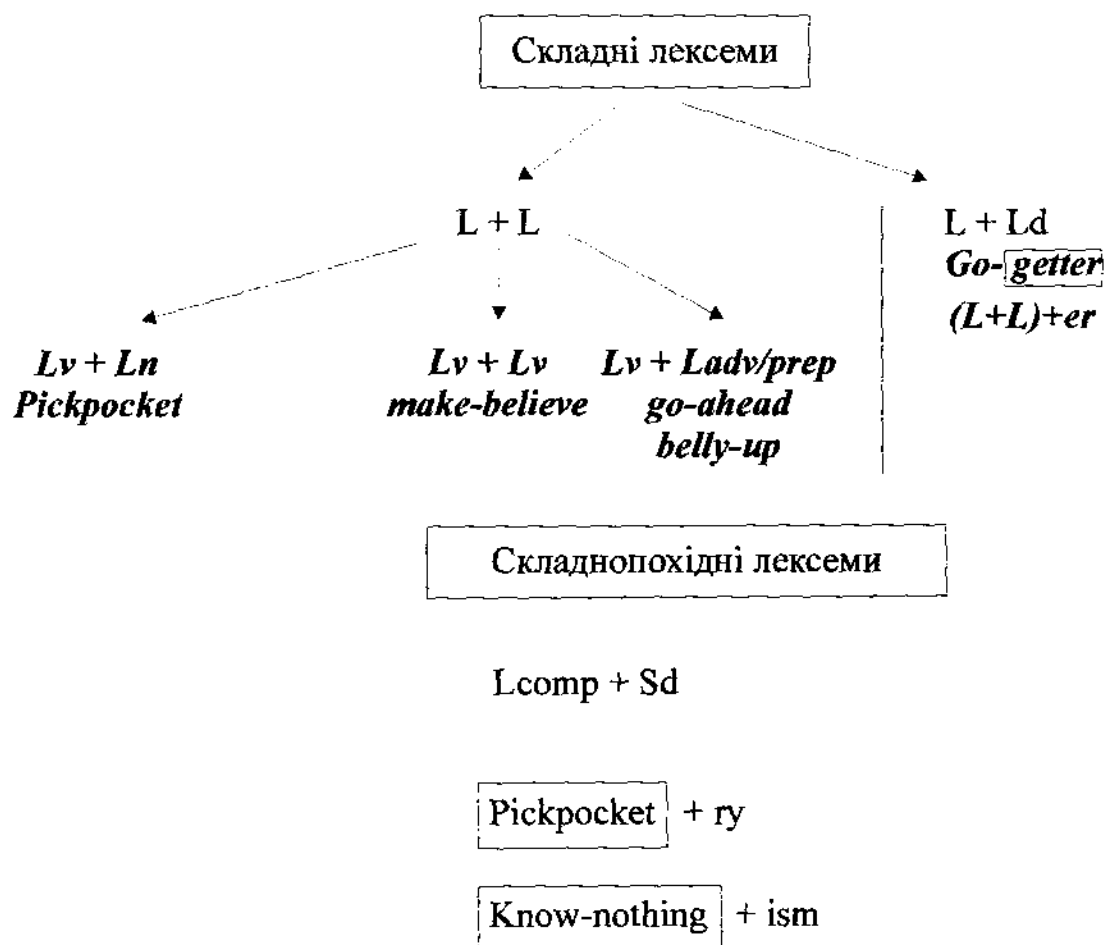 Складні лексеми
L + L
L + Ld
Go- getter
(L+L)+er
Lv + Ln
Pickpocket
Lv + Lv
make-believe
Lv + Ladv/prep
go-ahead
belly-up
Складнопохідні лексеми
Lcomp + Sd
Pickpocket + ry
Know-nothing + ism